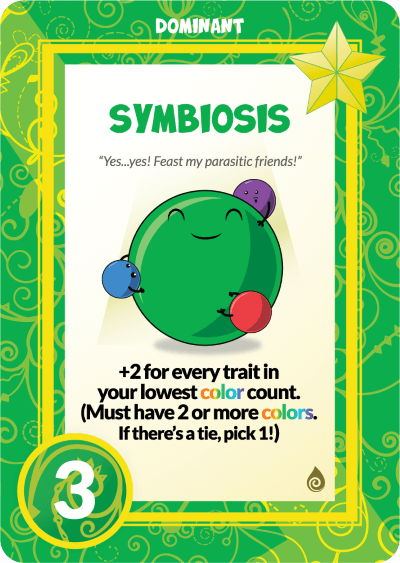 DOMINANT
SYMBIOSIS
“Yes...yes! Feast my parasitic friends!”
+2 for every trait in
your lowest color count.
(Must have 2 or more colors.
If there’s a tie, pick 1!)
3